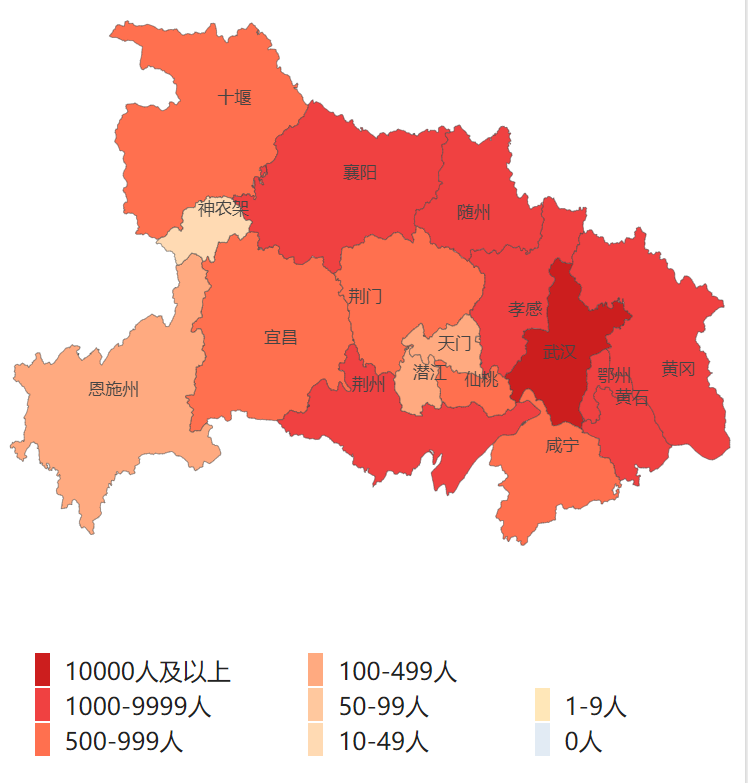 十堰
襄阳
神农架
随州
荆门
孝感
宜昌
天门
武汉
恩施州
荆州
潜江
仙桃
鄂州
黄冈
黄石
咸宁
10000人及以上
1000-9999人
500-999人
100-499人
50-99人
10-49人
1-9人
0人